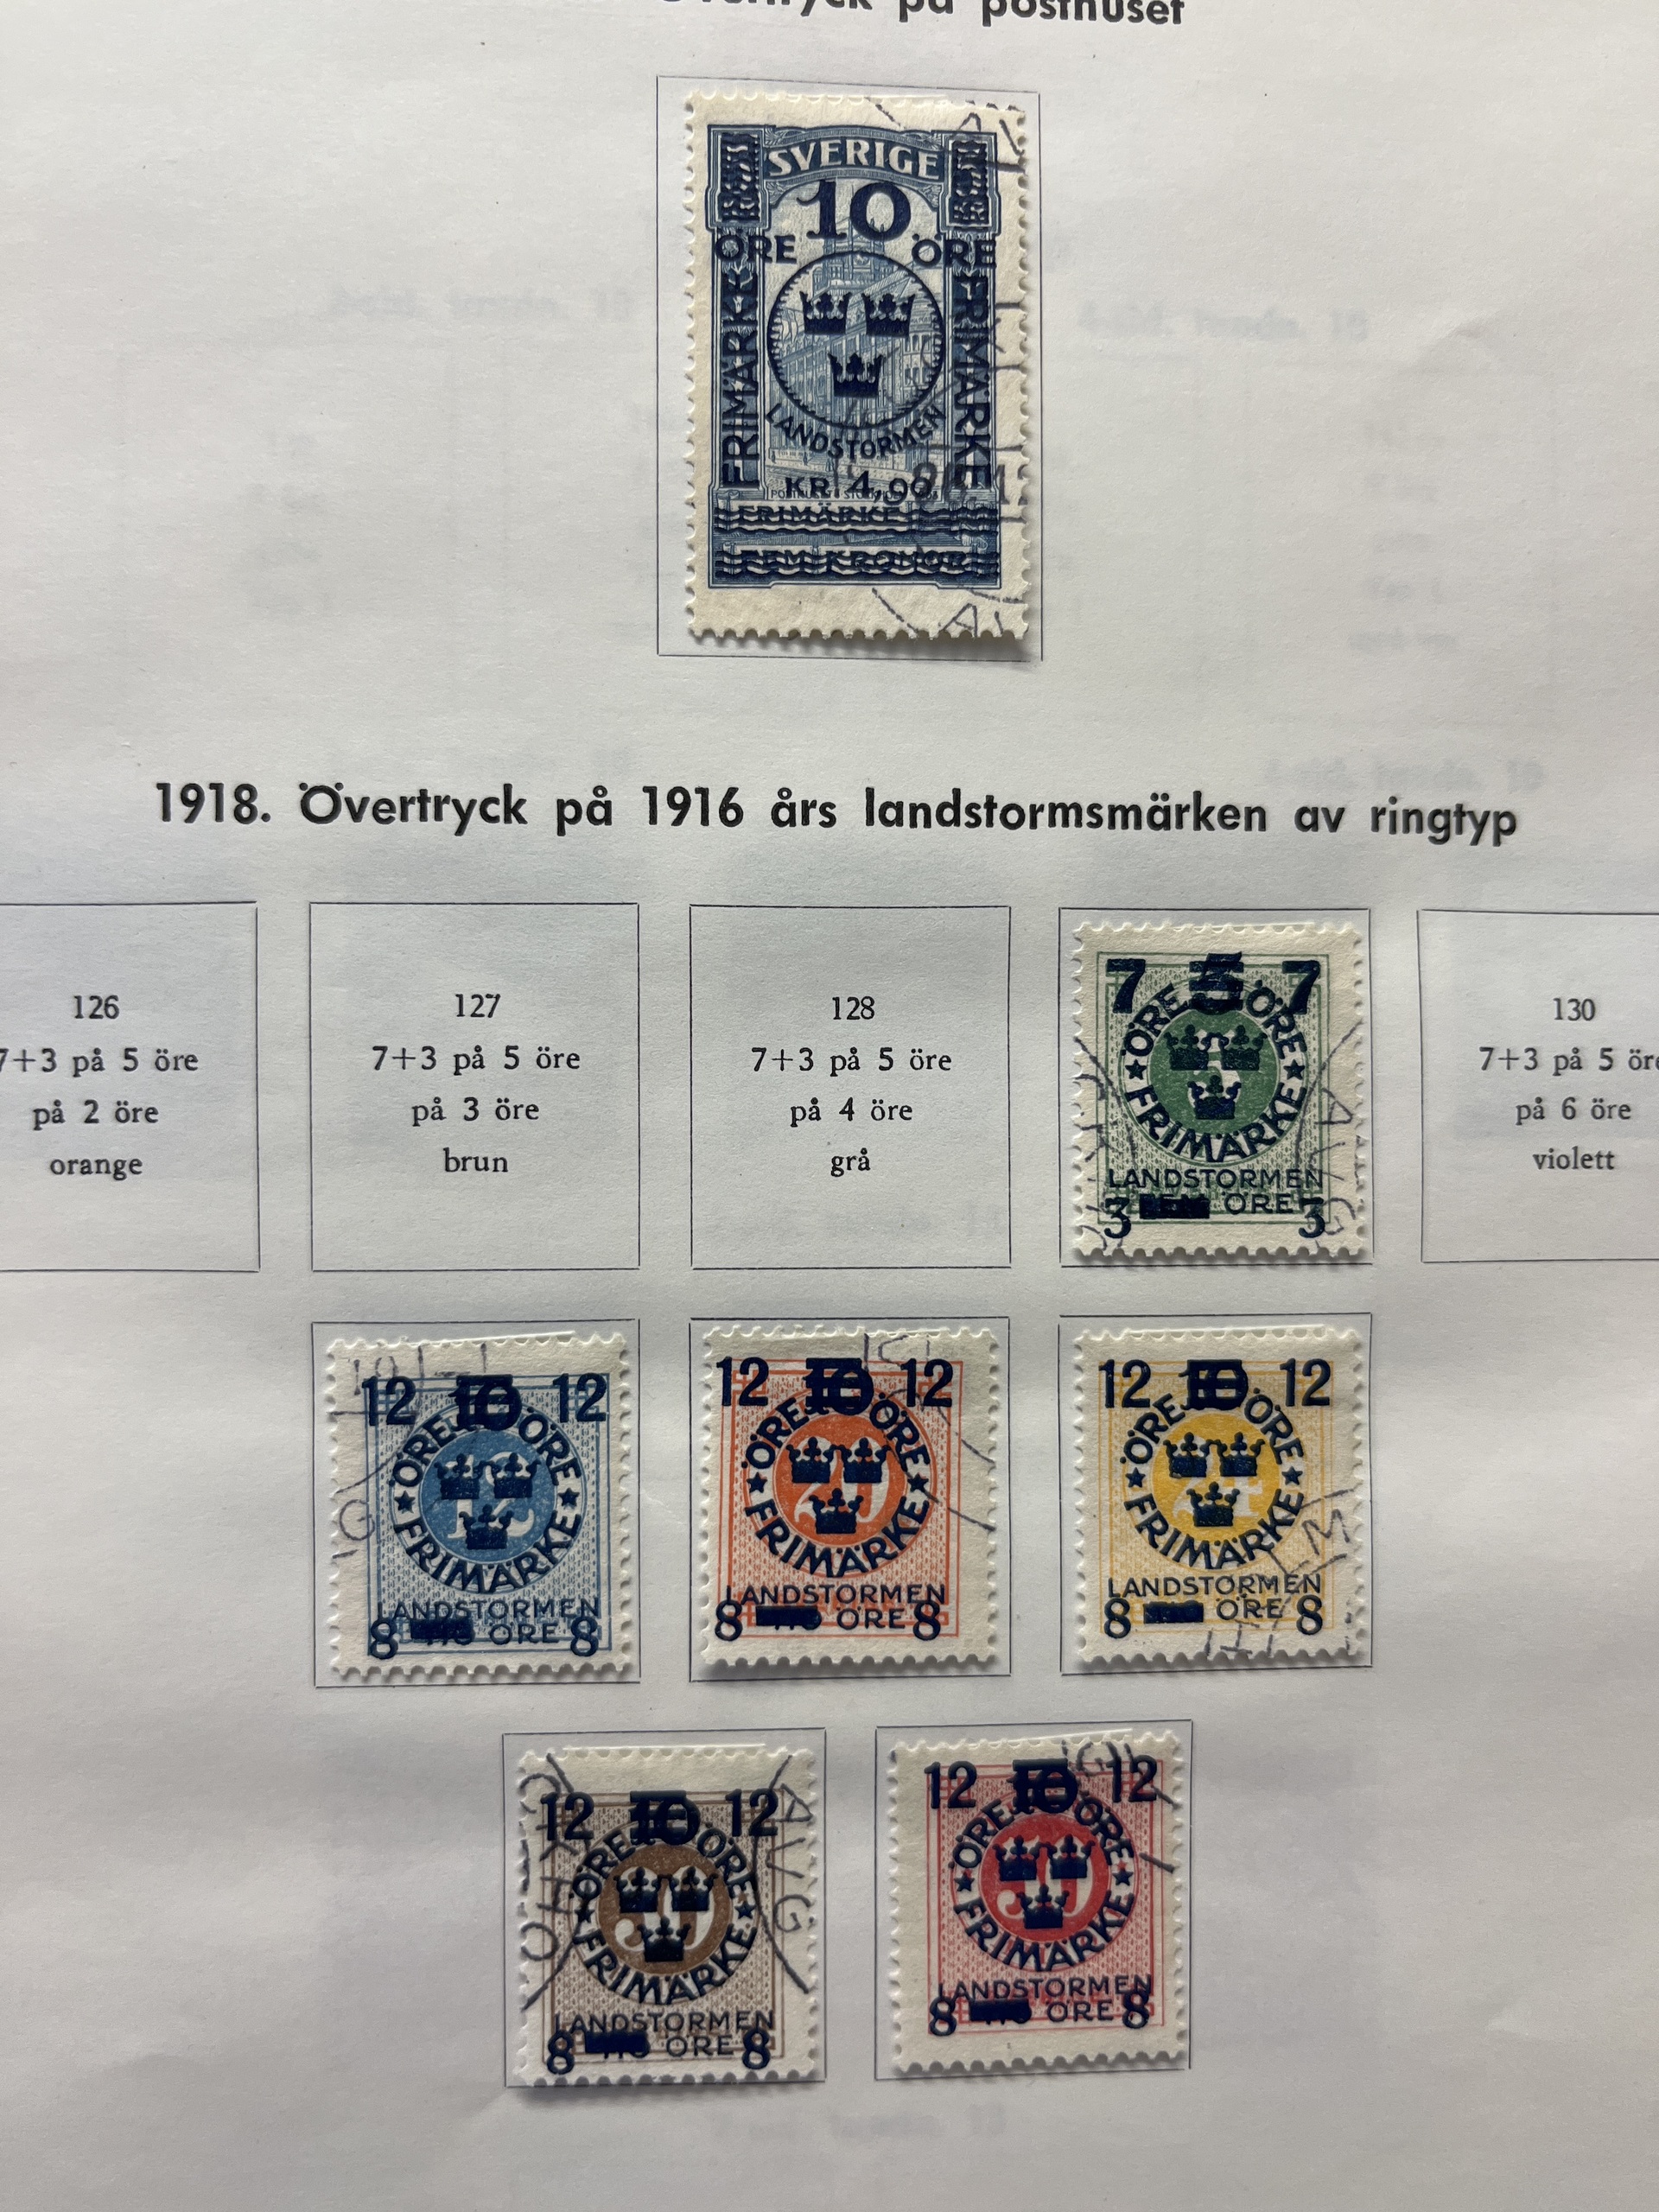 Övertryck på posthuset
SVERIGE
10
ÖRE ÖRE
FRIMÄRKE FRIMÄRKE
LANDSTORMEN
KR 4,90
FRIMÄRKE
FEM KRONOR
1918. Övertryck på 1916 års landstormsmärken av ringtyp
126
7+3 på 5 öre
på 2 öre
orange
127
7+3 på 5 öre
på 3 öre
brun
128
7+3 på 5 öre
på 4 öre
grå
7 5 7
ÖRE ÖRE
FRIMÄRKE
LANDSTORMEN
3 ÖRE 3
130
7+3 på 5 öre
på 6 öre
violett
12 10 12
ÖRE ÖRE
FRIMÄRKE
LANDSTORMEN
8 ÖRE 8
12 10 12
ÖRE ÖRE
20
FRIMÄRKE
LANDSTORMEN
8 ÖRE 8
12 10 12
ÖRE ÖRE
FRIMÄRKE
LANDSTORMEN
8 ÖRE 8
12 10 12
ÖRE ÖRE
FRIMÄRKE
LANDSTORMEN
8 ÖRE 8
AVG
12 10 12
ÖRE ÖRE
50
FRIMÄRKE
LANDSTORMEN
8 ÖRE 8